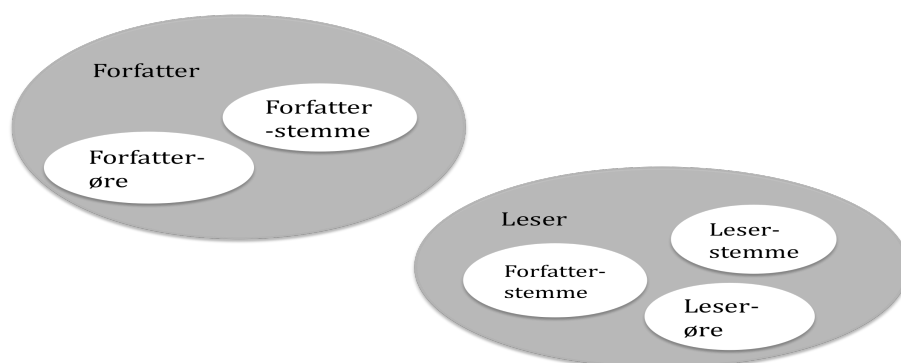 Forfatter
Forfatter
-stemme
Forfatter-
øre
Leser
Leser-
stemme
Forfatter-
stemme
Leser-
øre